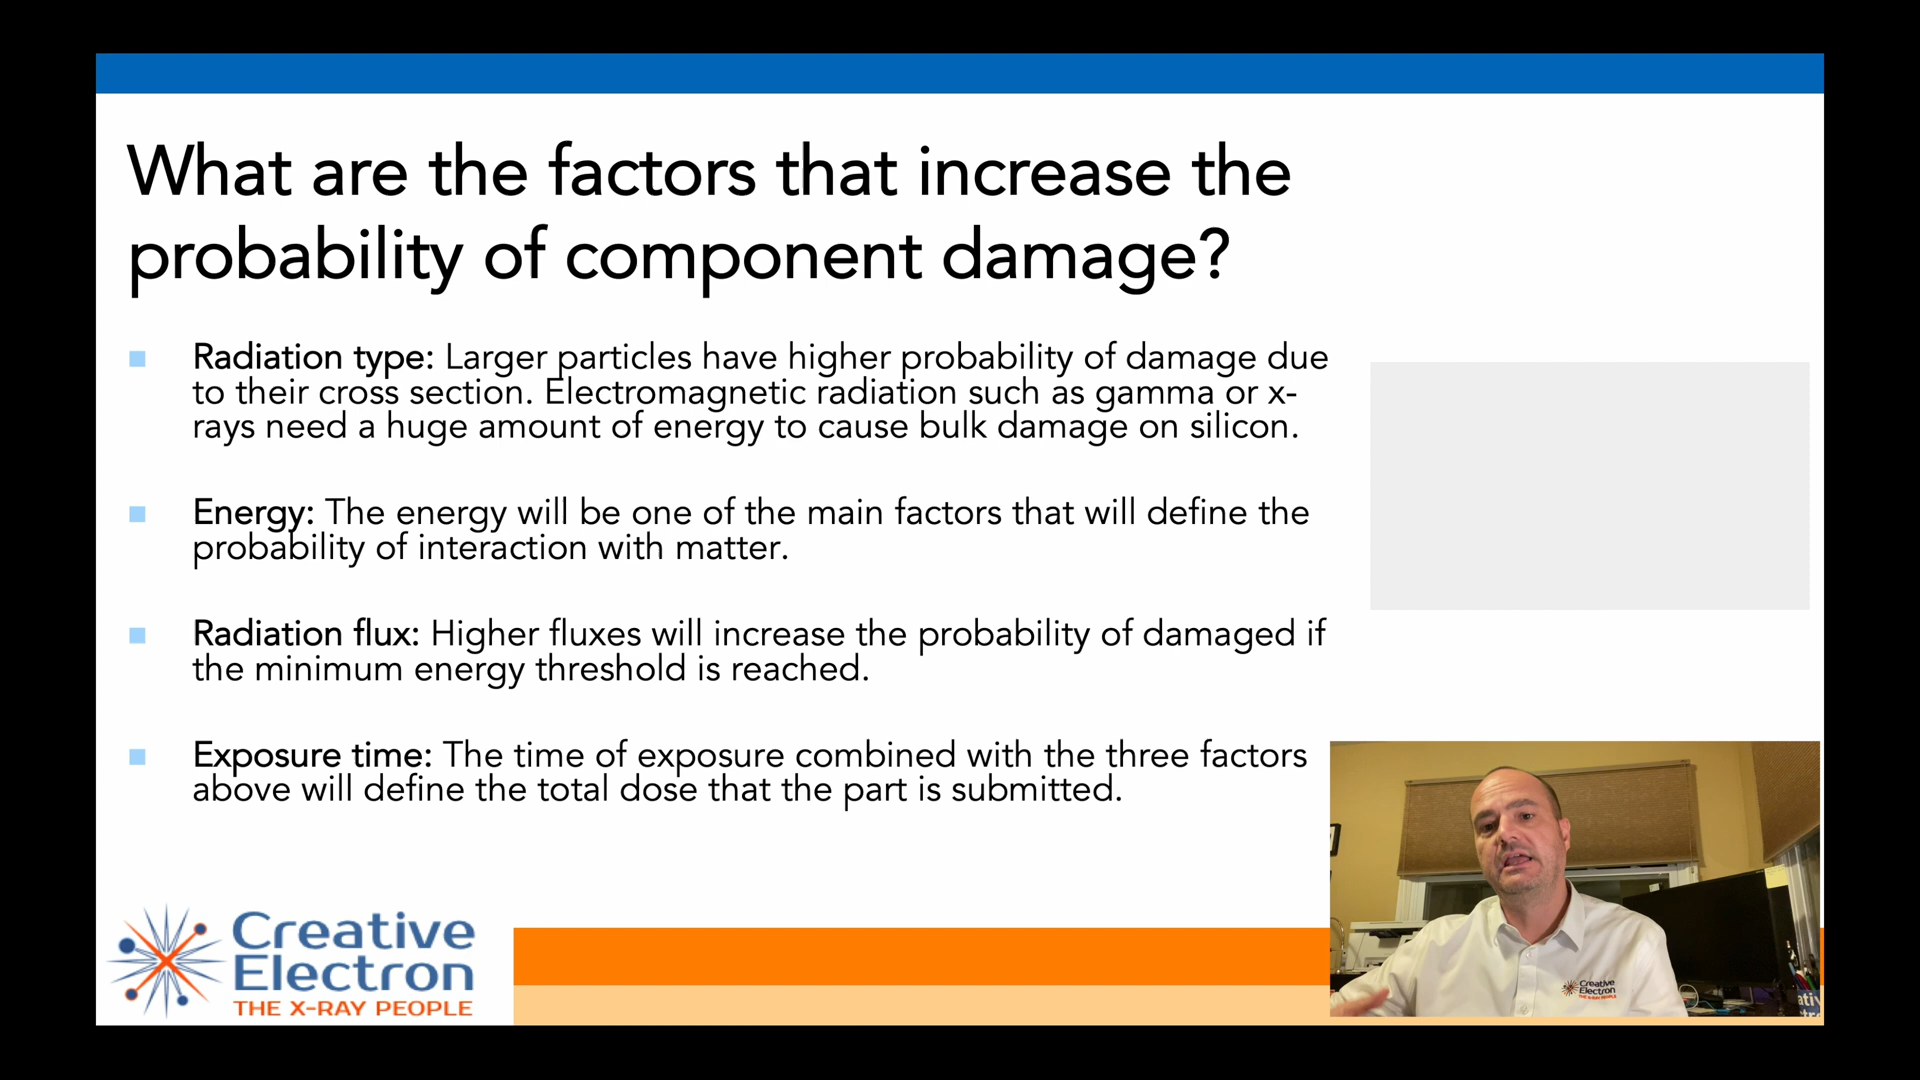 What are the factors that increase the
probability of component damage?
Radiation type: Larger particles have higher probability of damage due
to their cross section. Electromagnetic radiation such as gamma or x-
rays need a huge amount of energy to cause bulk damage on silicon.
Energy: The energy will be one of the main factors that will define the
probability of interaction with matter.
Radiation flux: Higher fluxes will increase the probability of damaged if
the minimum energy threshold is reached.
Exposure time: The time of exposure combined with the three factors
above will define the total dose that the part is submitted.
Creative
Electron
THE X-RAY PEOPLE
Creative
Electron
THE X-RAY PEOPLE